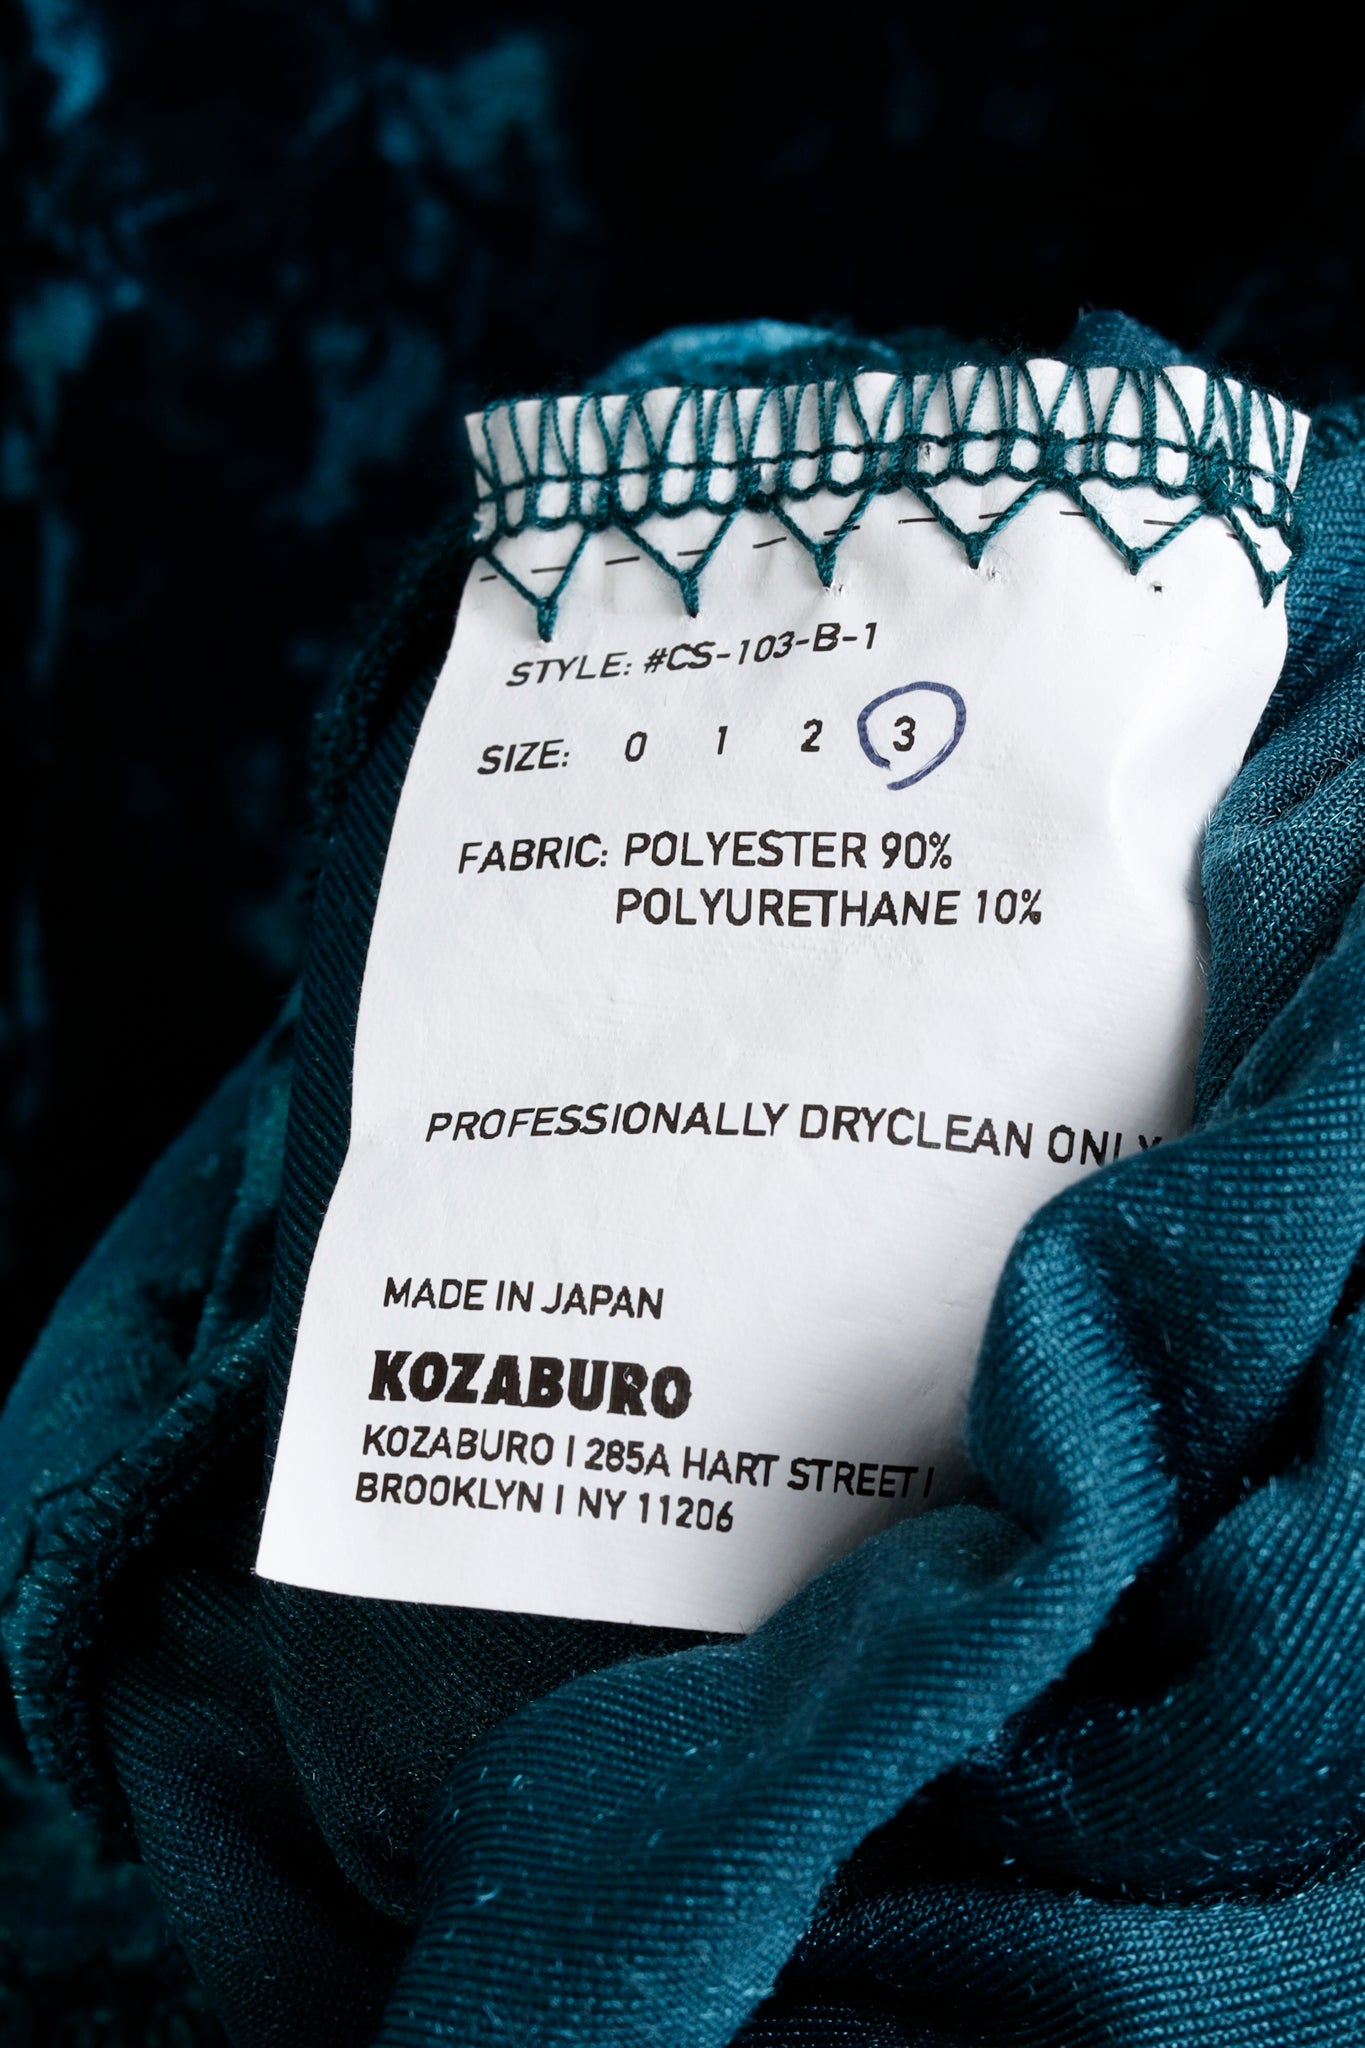 STYLE: #CS-103-B-1
SIZE: 0 1 2 3
FABRIC: POLYESTER 90%
POLYURETHANE 10%
PROFESSIONALLY DRYCLEAN ONLY
MADE IN JAPAN
KOZABURO
KOZABURO | 285A HART STREET |
BROOKLYN | NY 11206